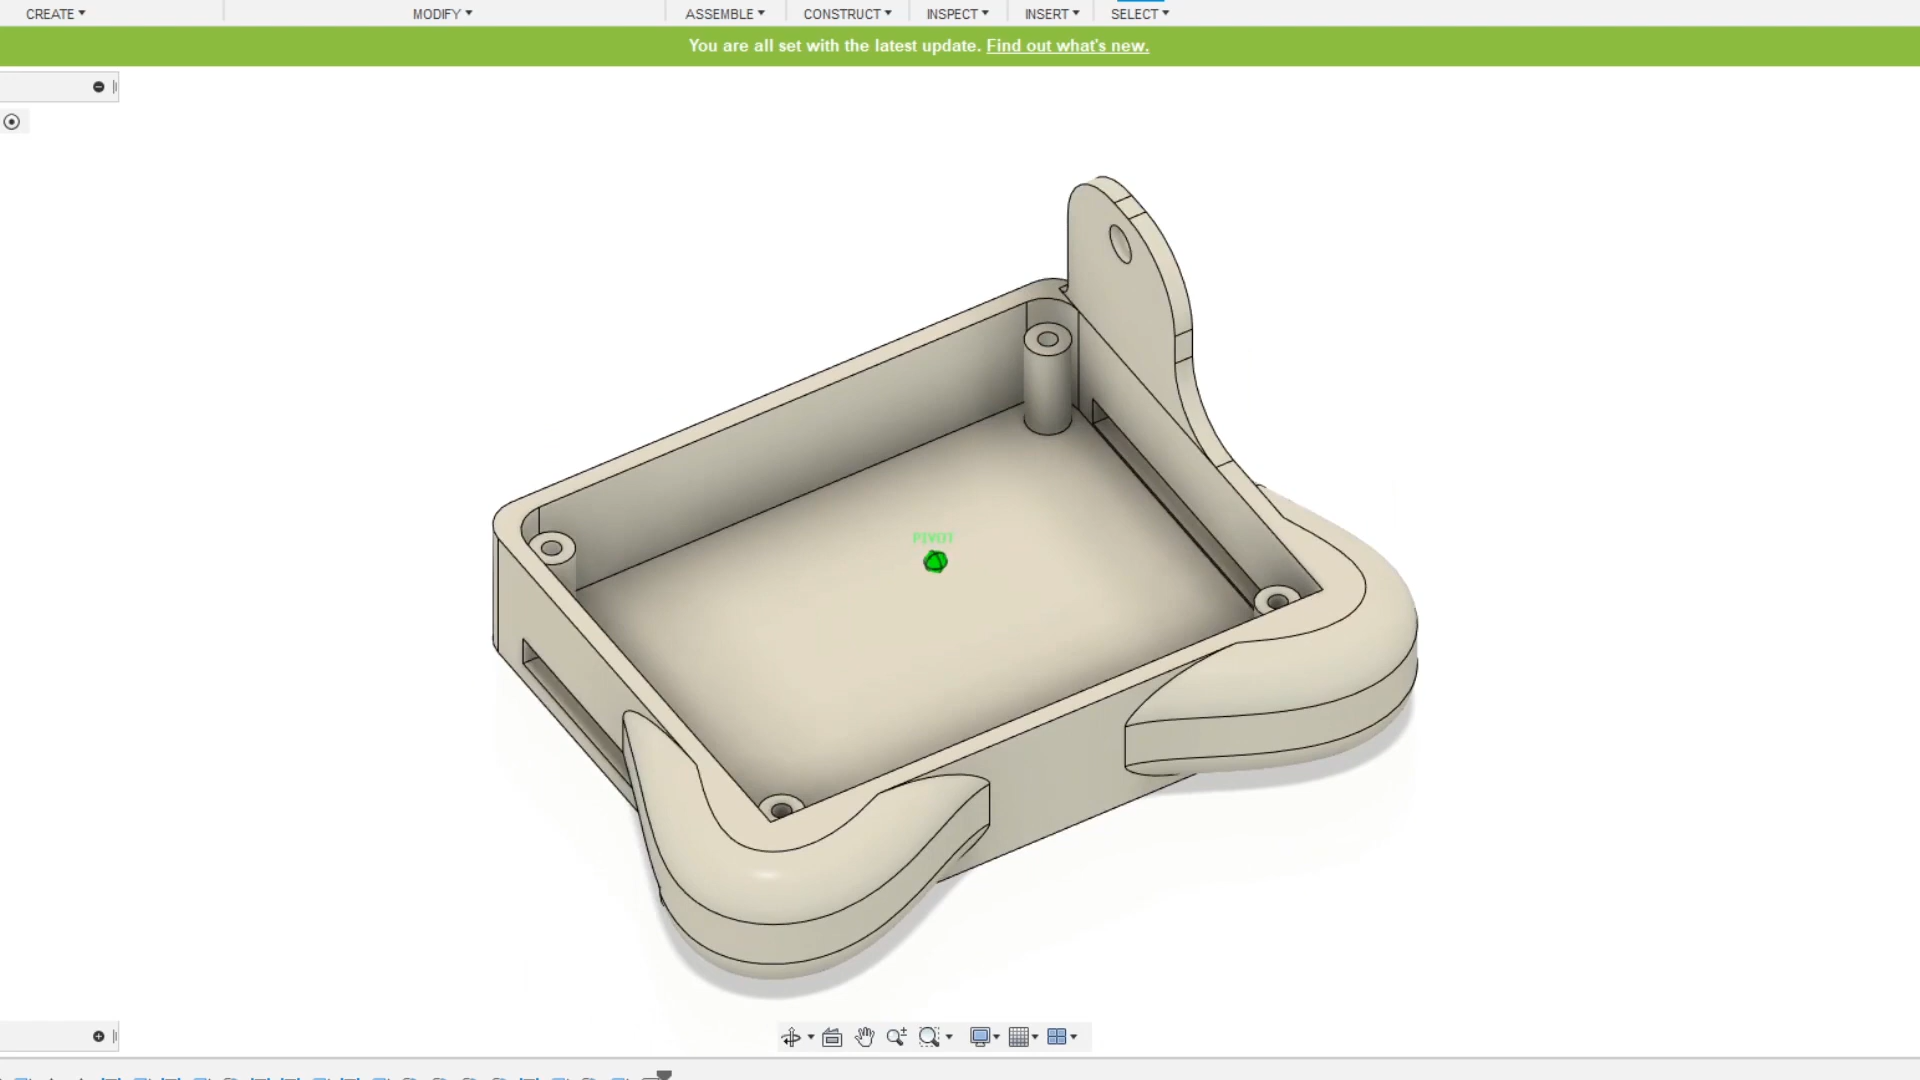 CREATE MODIFY ASSEMBLE CONSTRUCT INSPECT INSERT SELECT
You are all set with the latest update. Find out what's new.
PIVOT